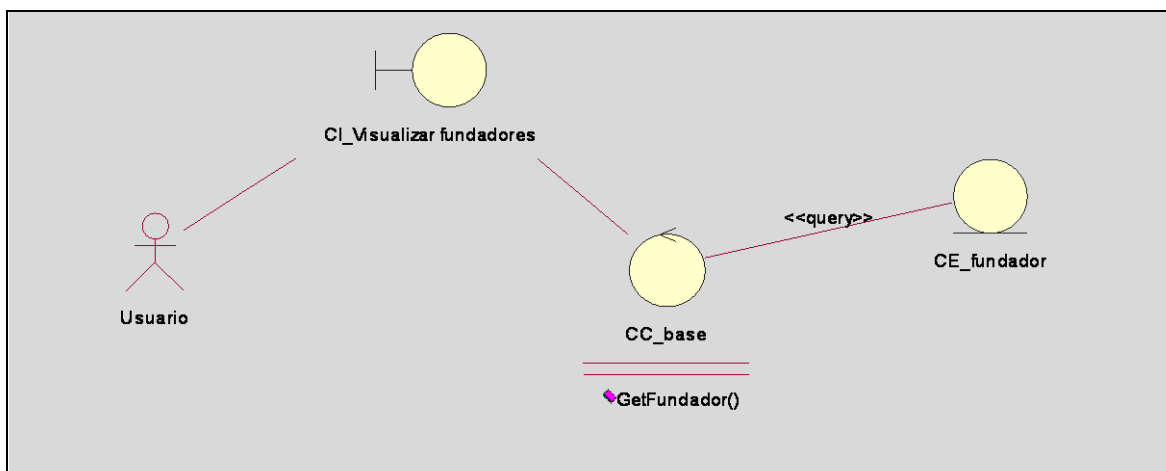 CI_Visualizar fundadores
<<query>>
CE_fundador
Usuario
CC_base
GetFundador()